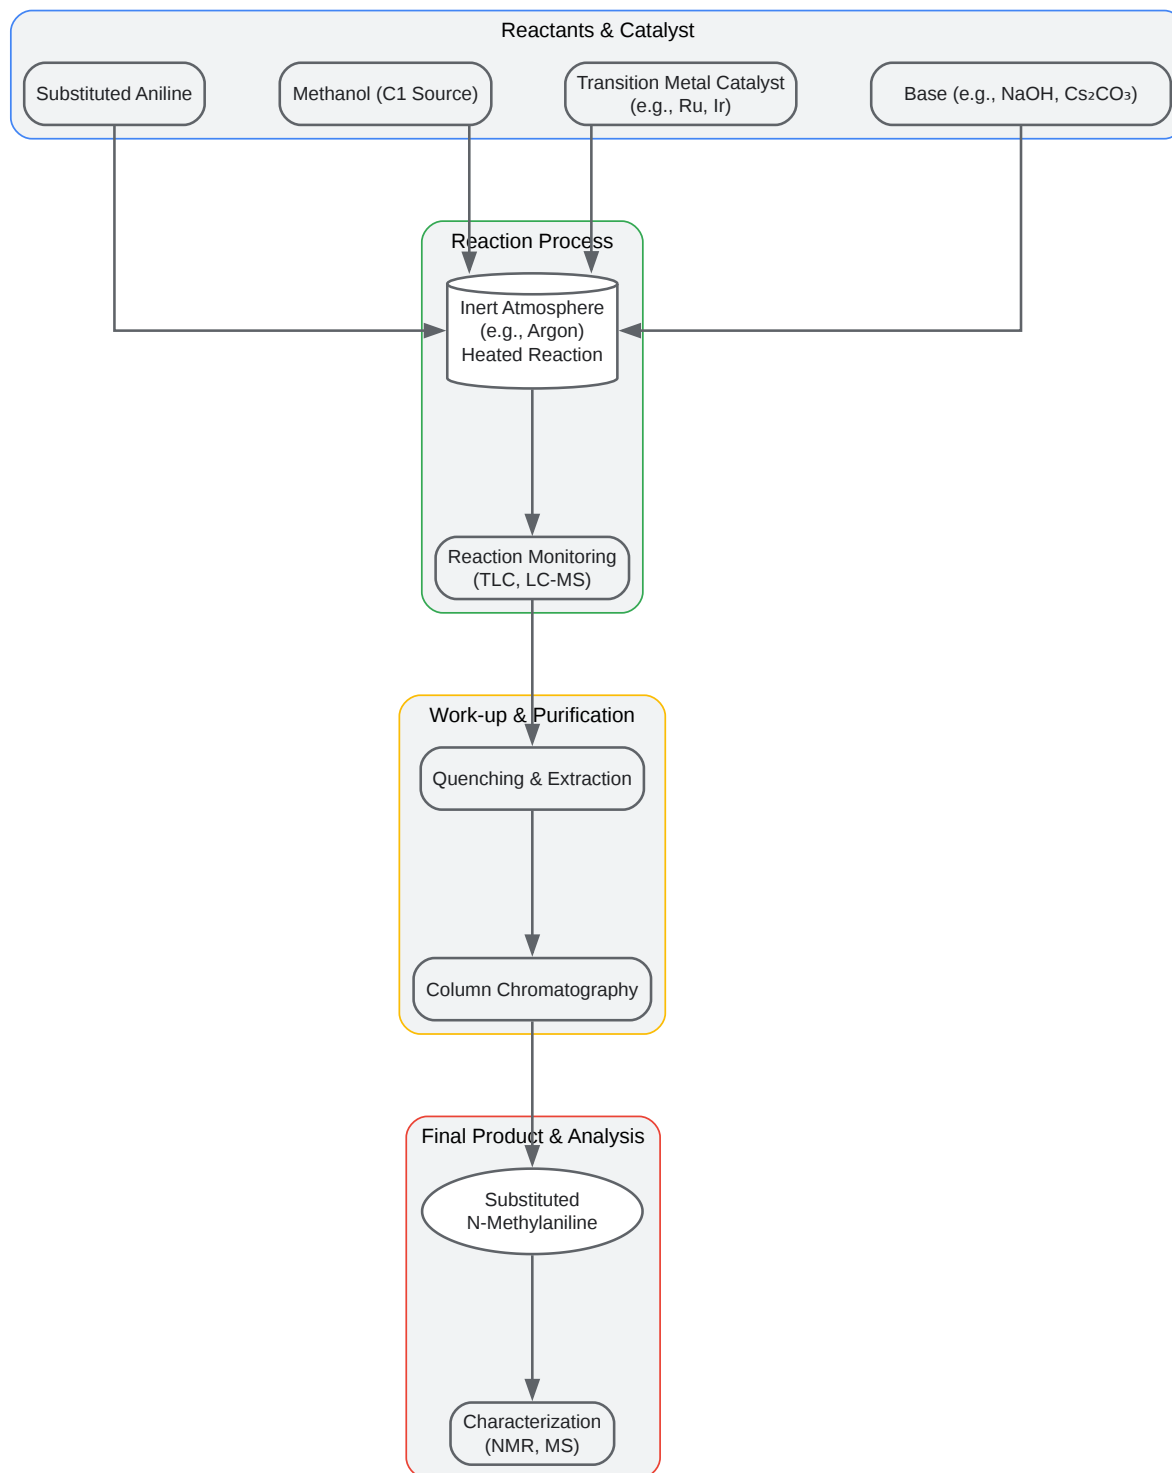 Reactants & Catalyst
Substituted Aniline
Methanol (C1 Source)
Transition Metal Catalyst
(e.g., Ru, Ir)
Base (e.g., NaOH, Cs₂CO₃)
Reaction Process
Inert Atmosphere
(e.g., Argon)
Heated Reaction
Reaction Monitoring
(TLC, LC-MS)
Work-up & Purification
Quenching & Extraction
Column Chromatography
Final Product & Analysis
Substituted
N-Methylaniline
Characterization
(NMR, MS)